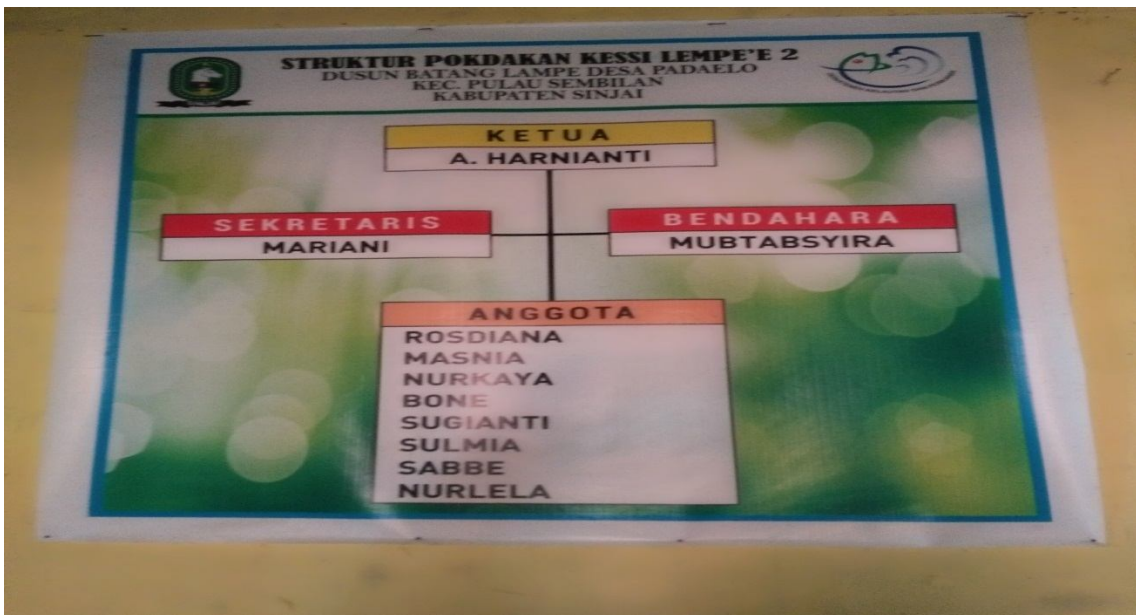 STRUKTUR POKDAKAN KESSI LEMPE'E 2
DUSUN BATANG LAMPE DESA PADAELO
KEC. PULAU SEMBILAN
KABUPATEN SINJAI
KETUA
A. HARNIANTI
SEKRETARIS
MARIANI
BENDAHARA
MUBTABSYIRA
ANGGOTA
ROSDIANA
MASNIA
NURKAYA
BONE
SUGIANTI
SULMIA
SABBE
NURLELA